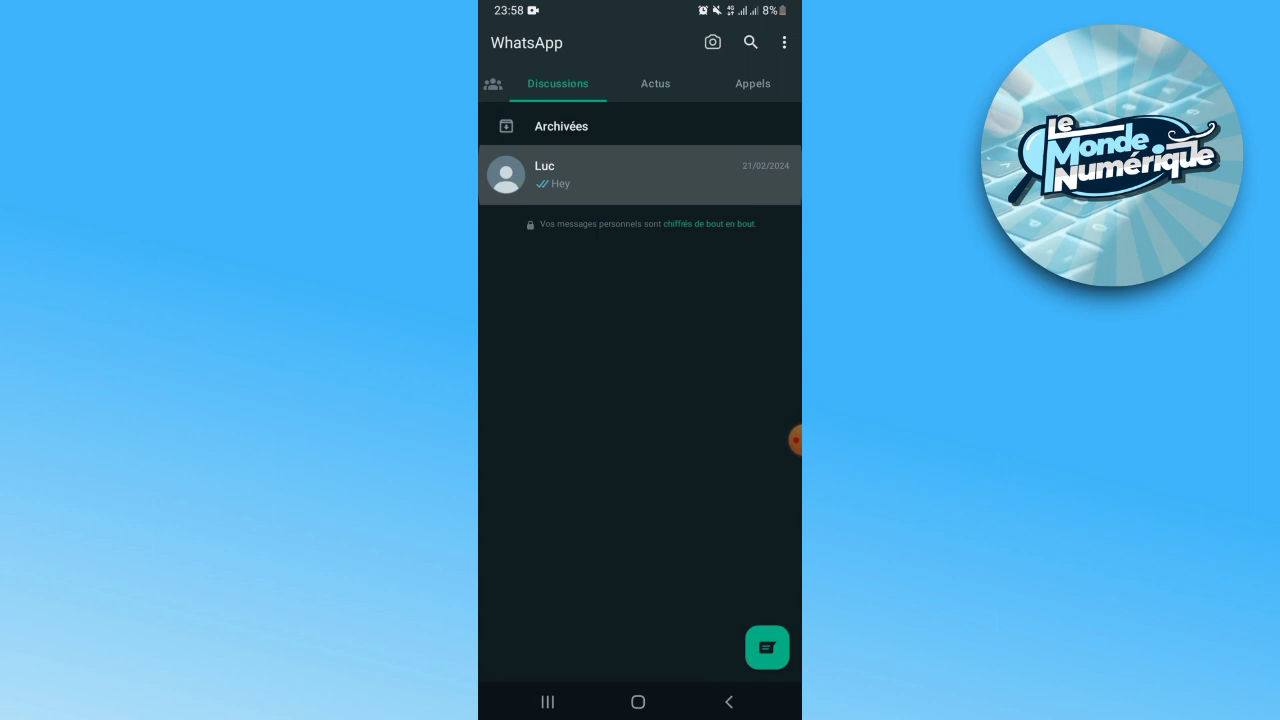 23:58
4G
8%
WhatsApp
Discussions
Actus
Appels
Archivées
Luc
21/02/2024
Hey
Vos messages personnels sont chiffrés de bout en bout.
Le
Monde
Numérique